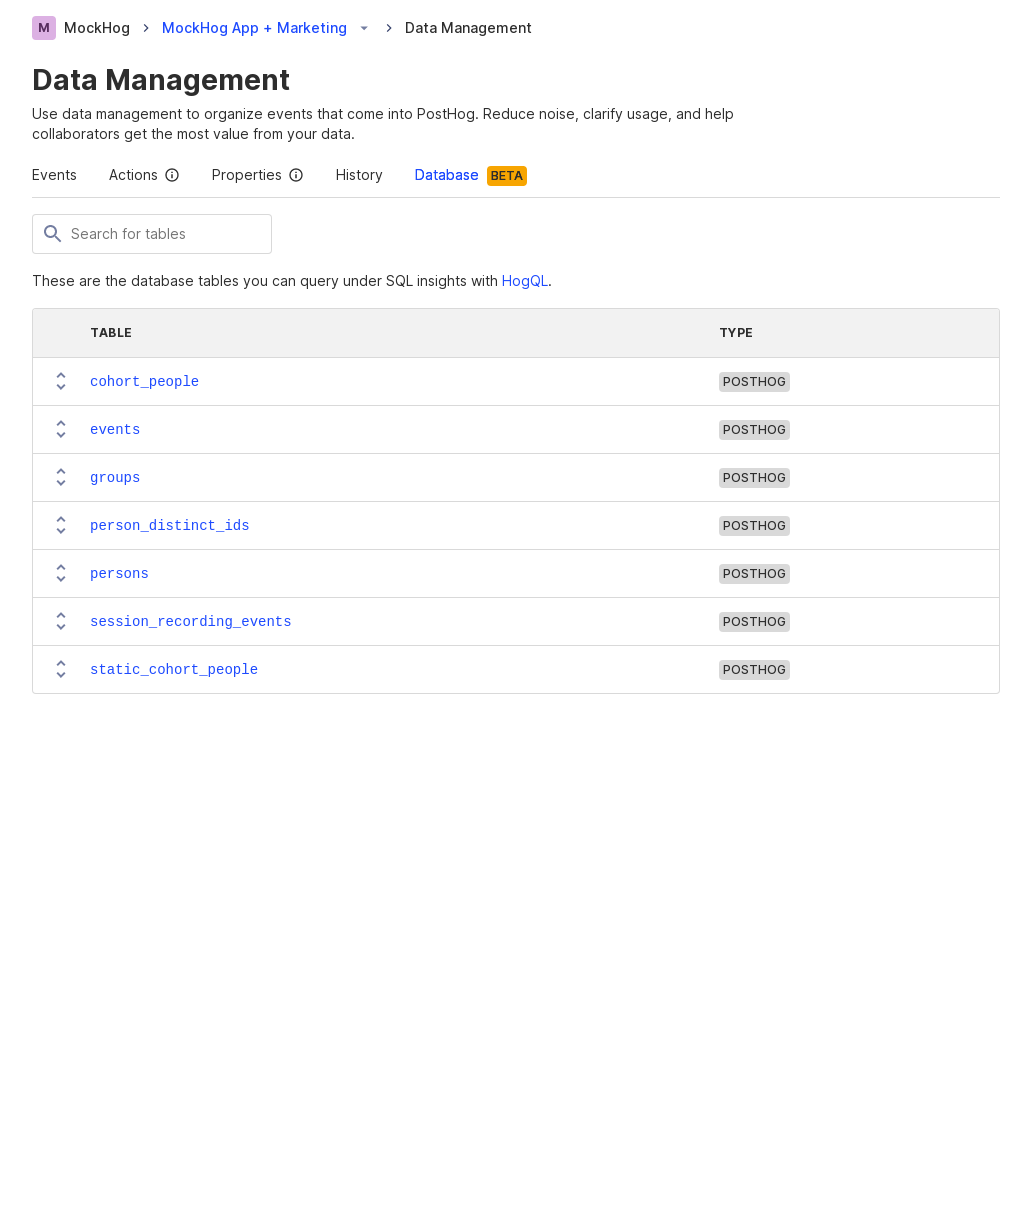 M MockHog > MockHog App + Marketing > Data Management
Data Management
Use data management to organize events that come into PostHog. Reduce noise, clarify usage, and help
collaborators get the most value from your data.
Events Actions Properties History Database BETA
Search for tables
These are the database tables you can query under SQL insights with HogQL.
TABLE TYPE
cohort_people POSTHOG
events POSTHOG
groups POSTHOG
person_distinct_ids POSTHOG
persons POSTHOG
session_recording_events POSTHOG
static_cohort_people POSTHOG